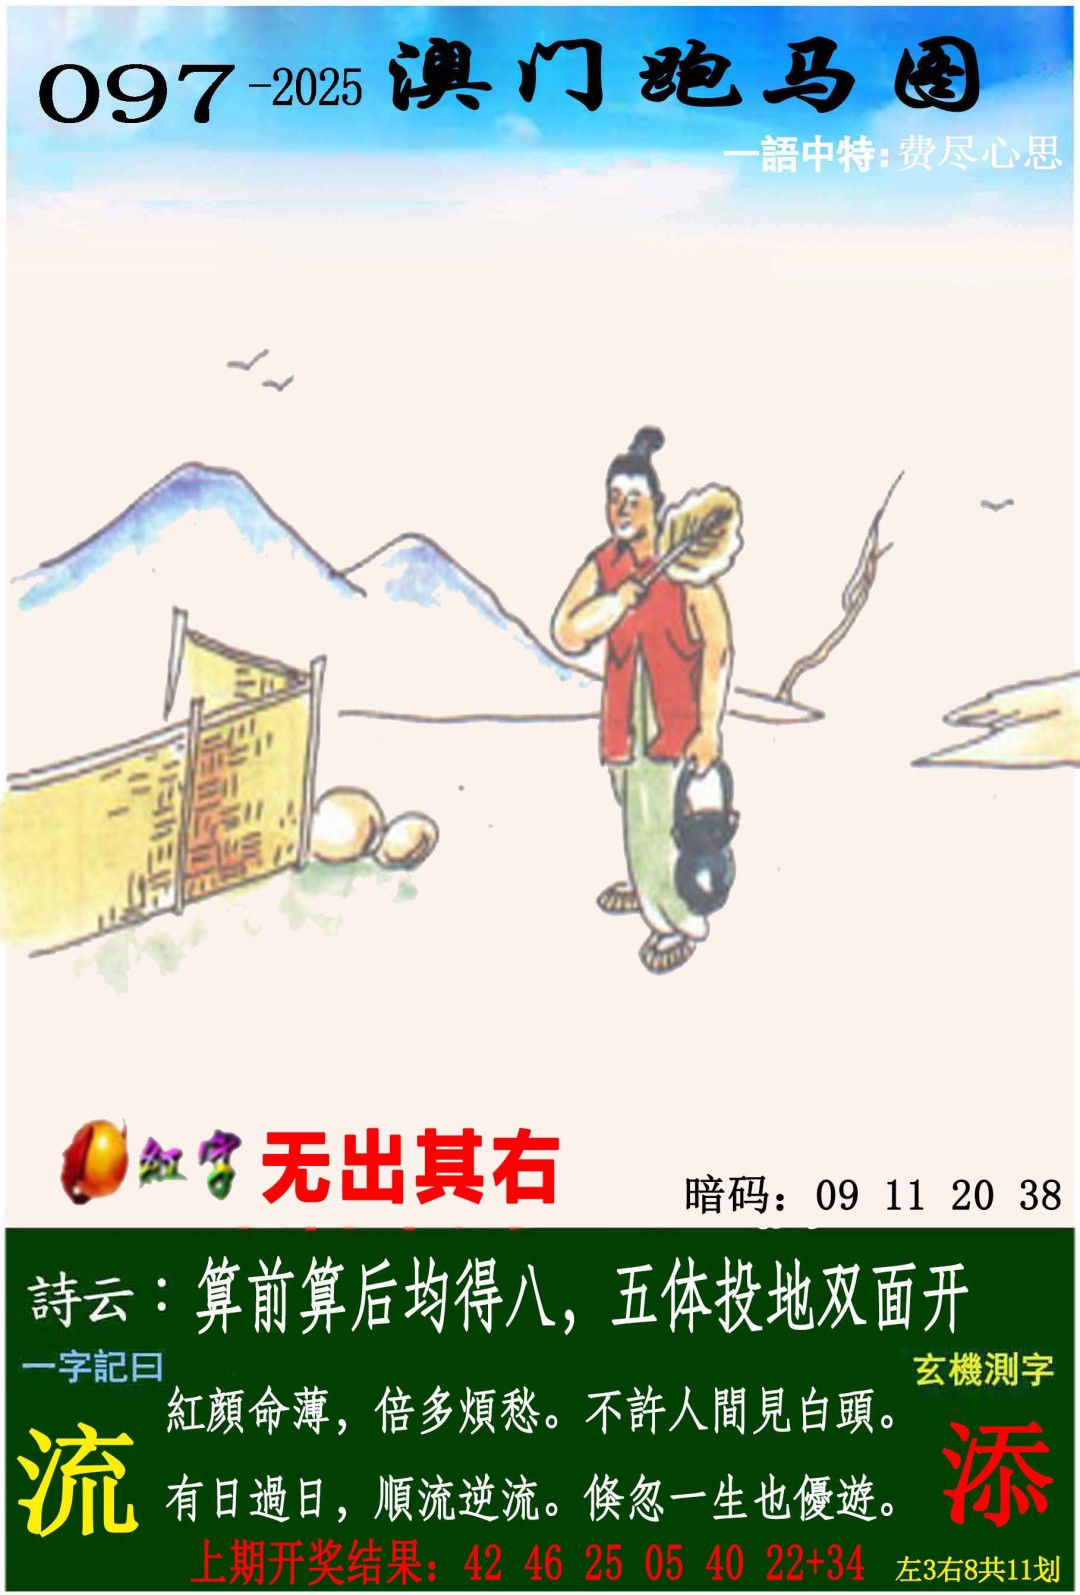 097-2025 澳门跑马图
一語中特:费尽心思
紅字 无出其右
暗码：09 11 20 38
詩云：算前算后均得八，五体投地双面开
一字記曰
玄機測字
流
紅顔命薄，倍多煩愁。不許人間見白頭。
有日過日，順流逆流。倏忽一生也優遊。
添
上期开奖结果：42 46 25 05 40 22+34
左3右8共11划